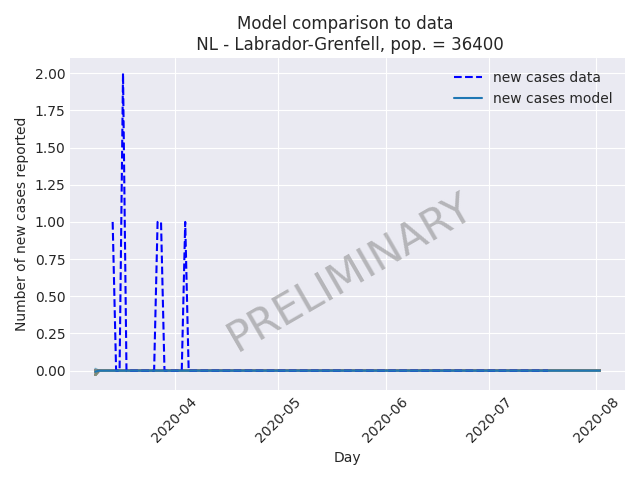 Model comparison to data
NL - Labrador-Grenfell, pop. = 36400
new cases data
new cases model
Number of new cases reported
2.00
1.75
1.50
1.25
1.00
0.75
0.50
0.25
0.00
PRELIMINARY
2020-04
2020-05
2020-06
2020-07
2020-08
Day